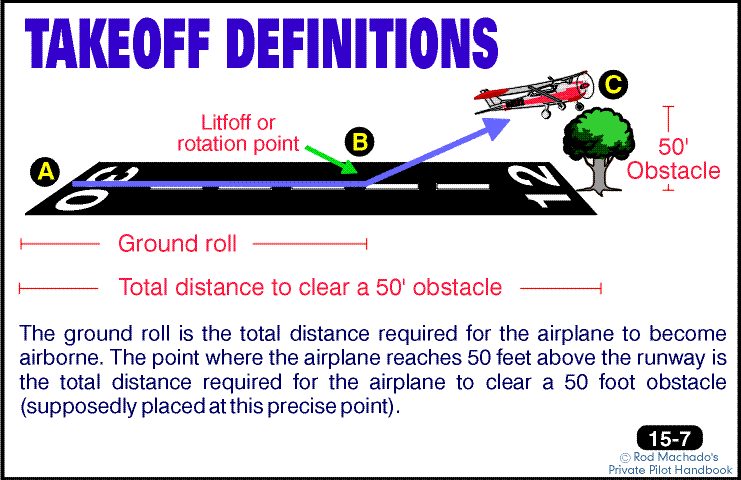 TAKEOFF DEFINITIONS
C
Litfoff or
rotation point
B
50'
Obstacle
A
03
12
Ground roll
Total distance to clear a 50' obstacle
The ground roll is the total distance required for the airplane to become
airborne. The point where the airplane reaches 50 feet above the runway is
the total distance required for the airplane to clear a 50 foot obstacle
(supposedly placed at this precise point).
15-7
© Rod Machado's
Private Pilot Handbook